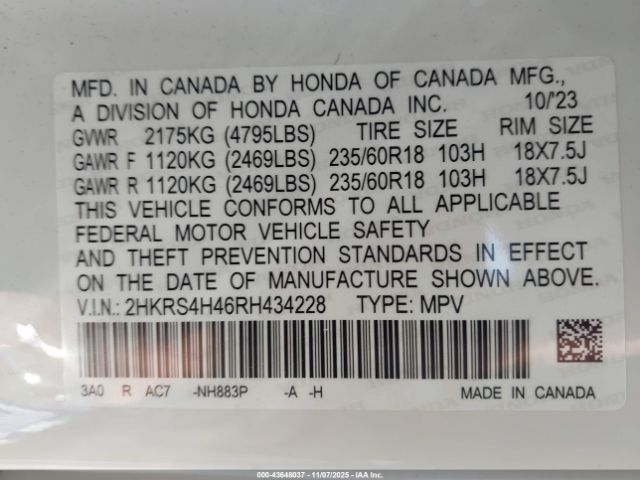 MFD. IN CANADA BY HONDA OF CANADA MFG.,
A DIVISION OF HONDA CANADA INC. 10/'23
GVWR 2175KG (4795LBS) TIRE SIZE RIM SIZE
GAWR F 1120KG (2469LBS) 235/60R18 103H 18X7.5J
GAWR R 1120KG (2469LBS) 235/60R18 103H 18X7.5J
THIS VEHICLE CONFORMS TO ALL APPLICABLE
FEDERAL MOTOR VEHICLE SAFETY
AND THEFT PREVENTION STANDARDS IN EFFECT
ON THE DATE OF MANUFACTURE SHOWN ABOVE.
V.I.N.: 2HKRS4H46RH434228 TYPE: MPV
3A0 R AC7 -NH883P -A -H MADE IN CANADA
000-43648037 - 11/07/2025 - IAA Inc.